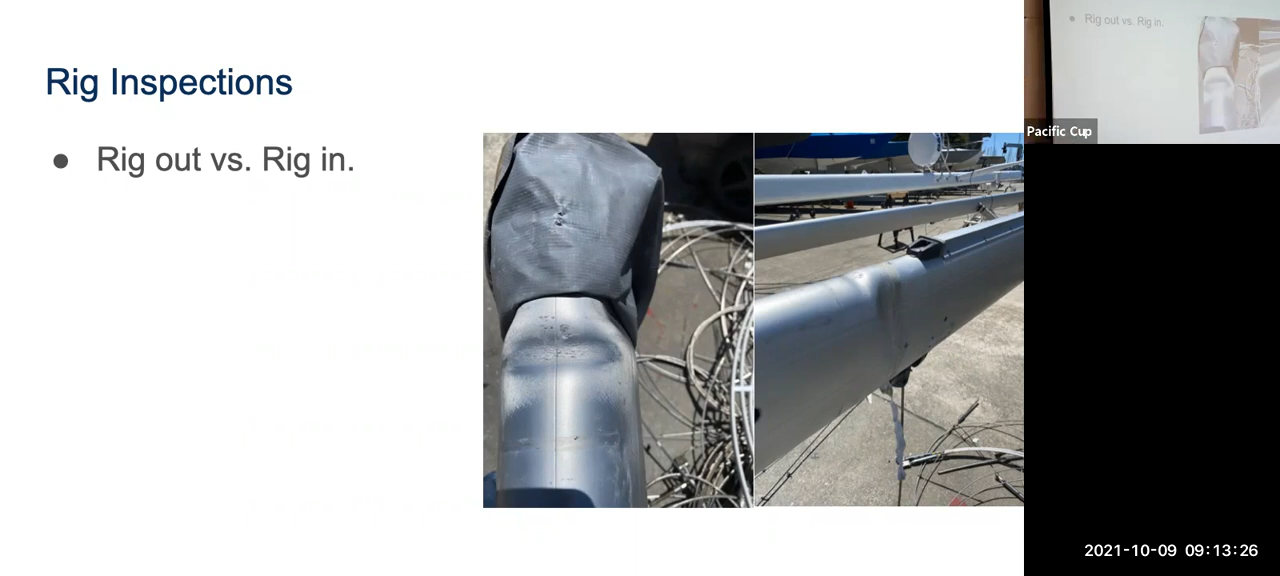 Rig Inspections
● Rig out vs. Rig in.
● Rig out vs. Rig in.
Pacific Cup
2021-10-09 09:13:26